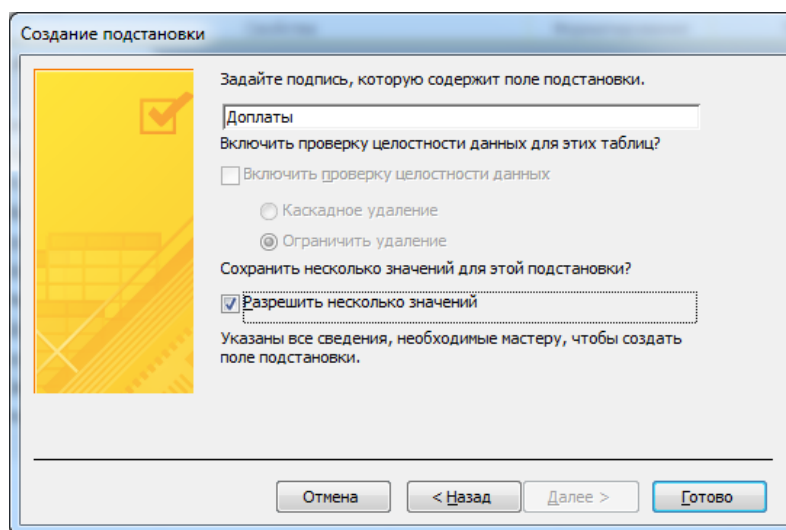 Создание подстановки
Задайте подпись, которую содержит поле подстановки.
Доплаты
Включить проверку целостности данных для этих таблиц?
Включить проверку целостности данных
Каскадное удаление
Ограничить удаление
Сохранить несколько значений для этой подстановки?
Разрешить несколько значений
Указаны все сведения, необходимые мастеру, чтобы создать
поле подстановки.
Отмена
< Назад
Далее >
Готово